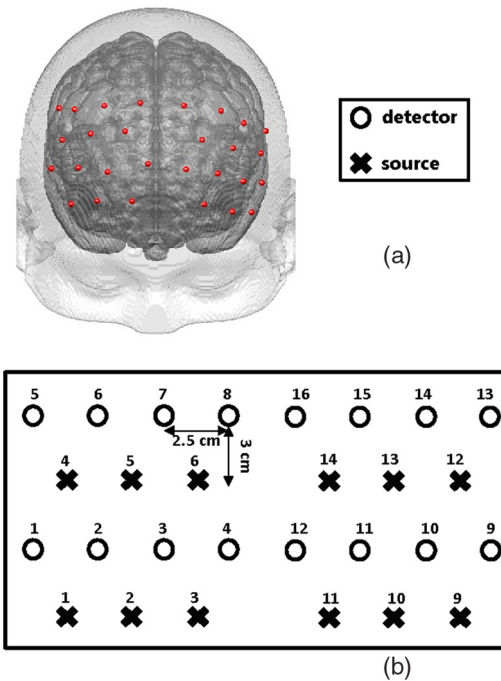 detector
source
(a)
5 6 7 8 16 15 14 13
2.5 cm
3 cm
4 5 6 14 13 12
1 2 3 4 12 11 10 9
1 2 3 11 10 9
(b)